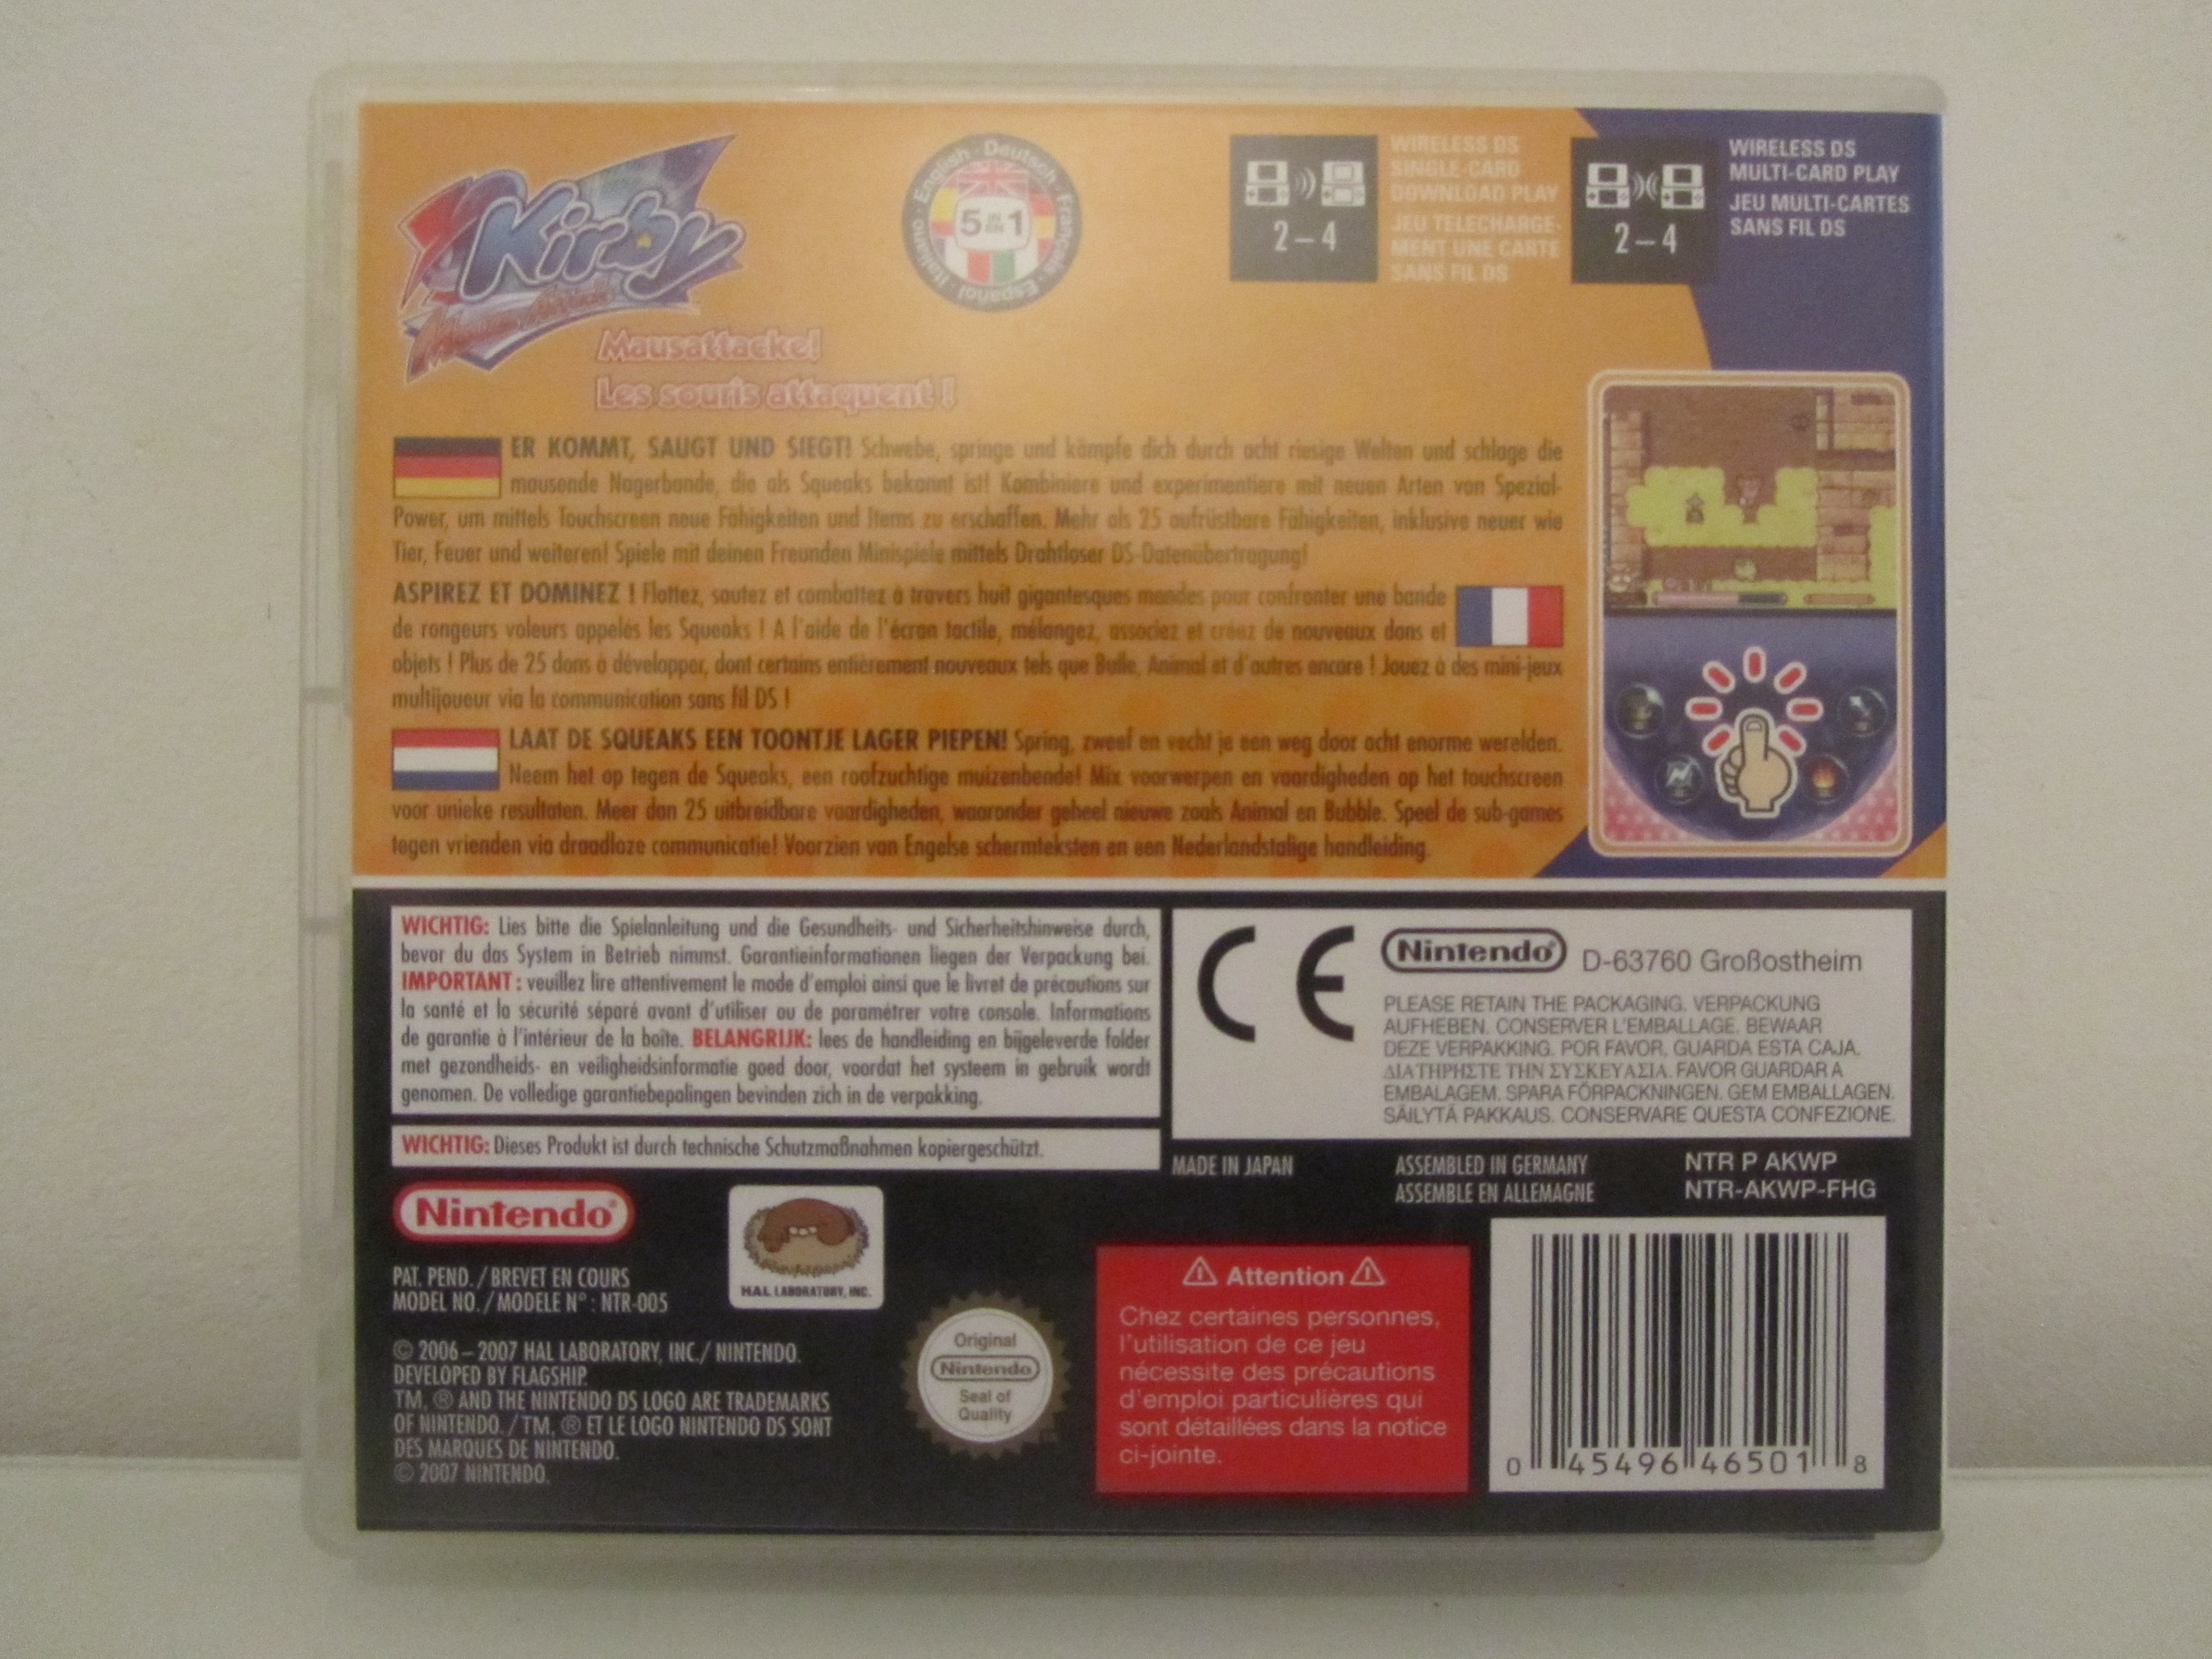 Kirby
Mouse Attack
Mausattacke!
Les souris attaquent !
English · Deutsch · Français · Español · Italiano
5 IN EN 1
2–4
WIRELESS DS
SINGLE-CARD
DOWNLOAD PLAY
JEU TELECHARGE-
MENT UNE CARTE
SANS FIL DS
2–4
WIRELESS DS
MULTI-CARD PLAY
JEU MULTI-CARTES
SANS FIL DS
ER KOMMT, SAUGT UND SIEGT! Schwebe, springe und kämpfe dich durch acht riesige Welten und schlage die
mausende Nagerbande, die als Squeaks bekannt ist! Kombiniere und experimentiere mit neuen Arten von Spezial-
Power, um mittels Touchscreen neue Fähigkeiten und Items zu erschaffen. Mehr als 25 aufrüstbare Fähigkeiten, inklusive neuer wie
Tier, Feuer und weiteren! Spiele mit deinen Freunden Minispiele mittels Drahtloser DS-Datenübertragung!
ASPIREZ ET DOMINEZ ! Flottez, sautez et combattez à travers huit gigantesques mondes pour confronter une bande
de rongeurs voleurs appelés les Squeaks ! A l'aide de l'écran tactile, mélangez, associez et créez de nouveaux dons et
objets ! Plus de 25 dons à développer, dont certains entièrement nouveaux tels que Bulle, Animal et d'autres encore ! Jouez à des mini-jeux
multijoueur via la communication sans fil DS !
LAAT DE SQUEAKS EEN TOONTJE LAGER PIEPEN! Spring, zweef en vecht je een weg door acht enorme werelden.
Neem het op tegen de Squeaks, een roofzuchtige muizenbende! Mix voorwerpen en vaardigheden op het touchscreen
voor unieke resultaten. Meer dan 25 uitbreidbare vaardigheden, waaronder geheel nieuwe zoals Animal en Bubble. Speel de sub-games
tegen vrienden via draadloze communicatie! Voorzien van Engelse schermteksten en een Nederlandstalige handleiding.
WICHTIG: Lies bitte die Spielanleitung und die Gesundheits- und Sicherheitshinweise durch,
bevor du das System in Betrieb nimmst. Garantieinformationen liegen der Verpackung bei.
IMPORTANT : veuillez lire attentivement le mode d'emploi ainsi que le livret de précautions sur
la santé et la sécurité séparé avant d'utiliser ou de paramétrer votre console. Informations
de garantie à l'intérieur de la boîte. BELANGRIJK: lees de handleiding en bijgeleverde folder
met gezondheids- en veiligheidsinformatie goed door, voordat het systeem in gebruik wordt
genomen. De volledige garantiebepalingen bevinden zich in de verpakking.
WICHTIG: Dieses Produkt ist durch technische Schutzmaßnahmen kopiergeschützt.
CE
Nintendo® D-63760 Großostheim
PLEASE RETAIN THE PACKAGING. VERPACKUNG
AUFHEBEN. CONSERVER L'EMBALLAGE. BEWAAR
DEZE VERPAKKING. POR FAVOR, GUARDA ESTA CAJA.
ΔΙΑΤΗΡΗΣΤΕ ΤΗΝ ΣΥΣΚΕΥΑΣΙΑ. FAVOR GUARDAR A
EMBALAGEM. SPARA FÖRPACKNINGEN. GEM EMBALLAGEN.
SÄILYTÄ PAKKAUS. CONSERVARE QUESTA CONFEZIONE.
MADE IN JAPAN
ASSEMBLED IN GERMANY
ASSEMBLE EN ALLEMAGNE
NTR P AKWP
NTR-AKWP-FHG
Nintendo®
HAL LABORATORY, INC.
PAT. PEND. / BREVET EN COURS
MODEL NO. / MODELE N° : NTR-005
© 2006–2007 HAL LABORATORY, INC./ NINTENDO.
DEVELOPED BY FLAGSHIP.
TM, ® AND THE NINTENDO DS LOGO ARE TRADEMARKS
OF NINTENDO. / TM, ® ET LE LOGO NINTENDO DS SONT
DES MARQUES DE NINTENDO.
© 2007 NINTENDO.
Original
Nintendo
Seal of
Quality
⚠ Attention ⚠
Chez certaines personnes,
l'utilisation de ce jeu
nécessite des précautions
d'emploi particulières qui
sont détaillées dans la notice
ci-jointe.
0 45496 46501 8